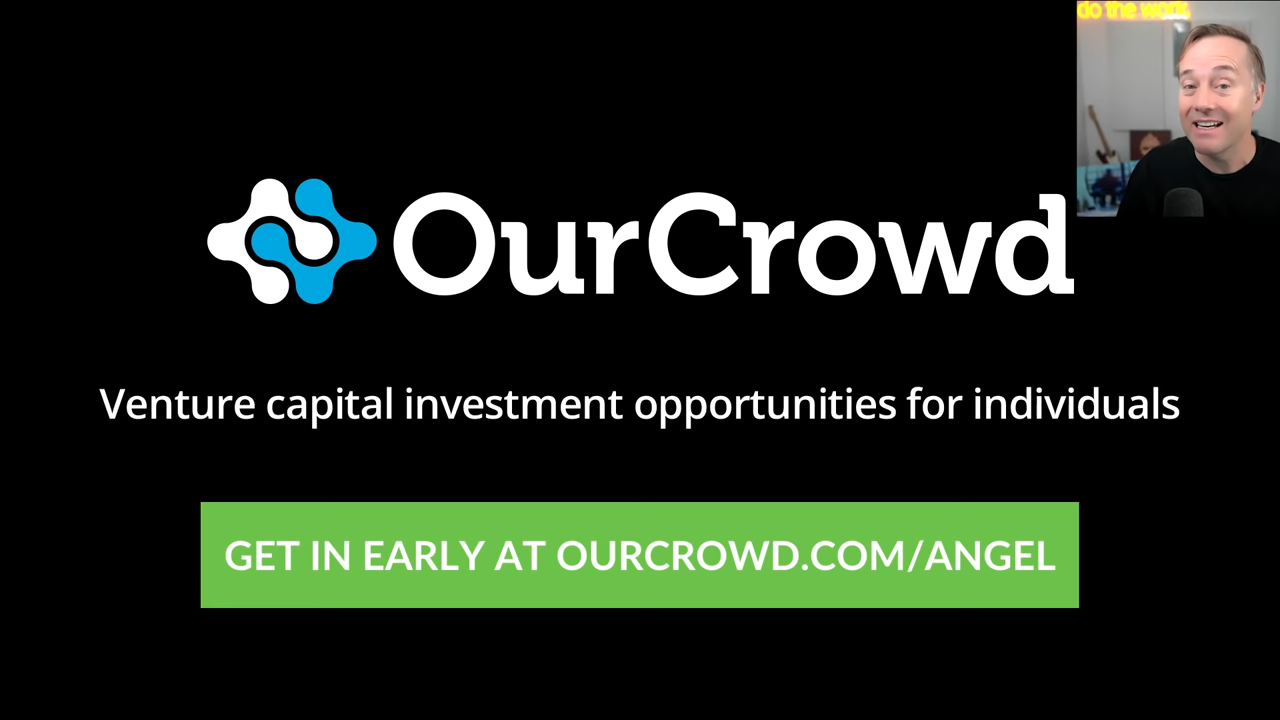 do the work.
OurCrowd
Venture capital investment opportunities for individuals
GET IN EARLY AT OURCROWD.COM/ANGEL